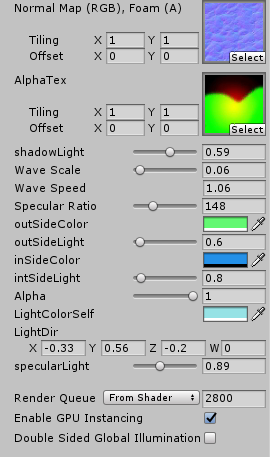 Normal Map (RGB), Foam (A)
Tiling X 1 Y 1
Offset X 0 Y 0
Select
AlphaTex
Tiling X 1 Y 1
Offset X 0 Y 0
Select
shadowLight 0.59
Wave Scale 0.06
Wave Speed 1.06
Specular Ratio 148
outSideColor
outSideLight 0.6
inSideColor
intSideLight 0.8
Alpha 1
LightColorSelf
LightDir
X -0.33 Y 0.56 Z -0.2 W 0
specularLight 0.89
Render Queue From Shader 2800
Enable GPU Instancing
Double Sided Global Illumination